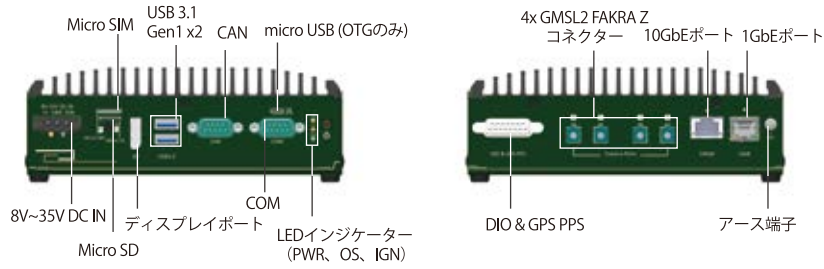 Micro SIM
USB 3.1
Gen1 x2
CAN
micro USB (OTGのみ)
8V~35V DC IN
Micro SD
ディスプレイポート
COM
LEDインジケーター
（PWR、OS、IGN）
4x GMSL2 FAKRA Z
コネクター
10GbEポート
1GbEポート
DIO & GPS PPS
アース端子